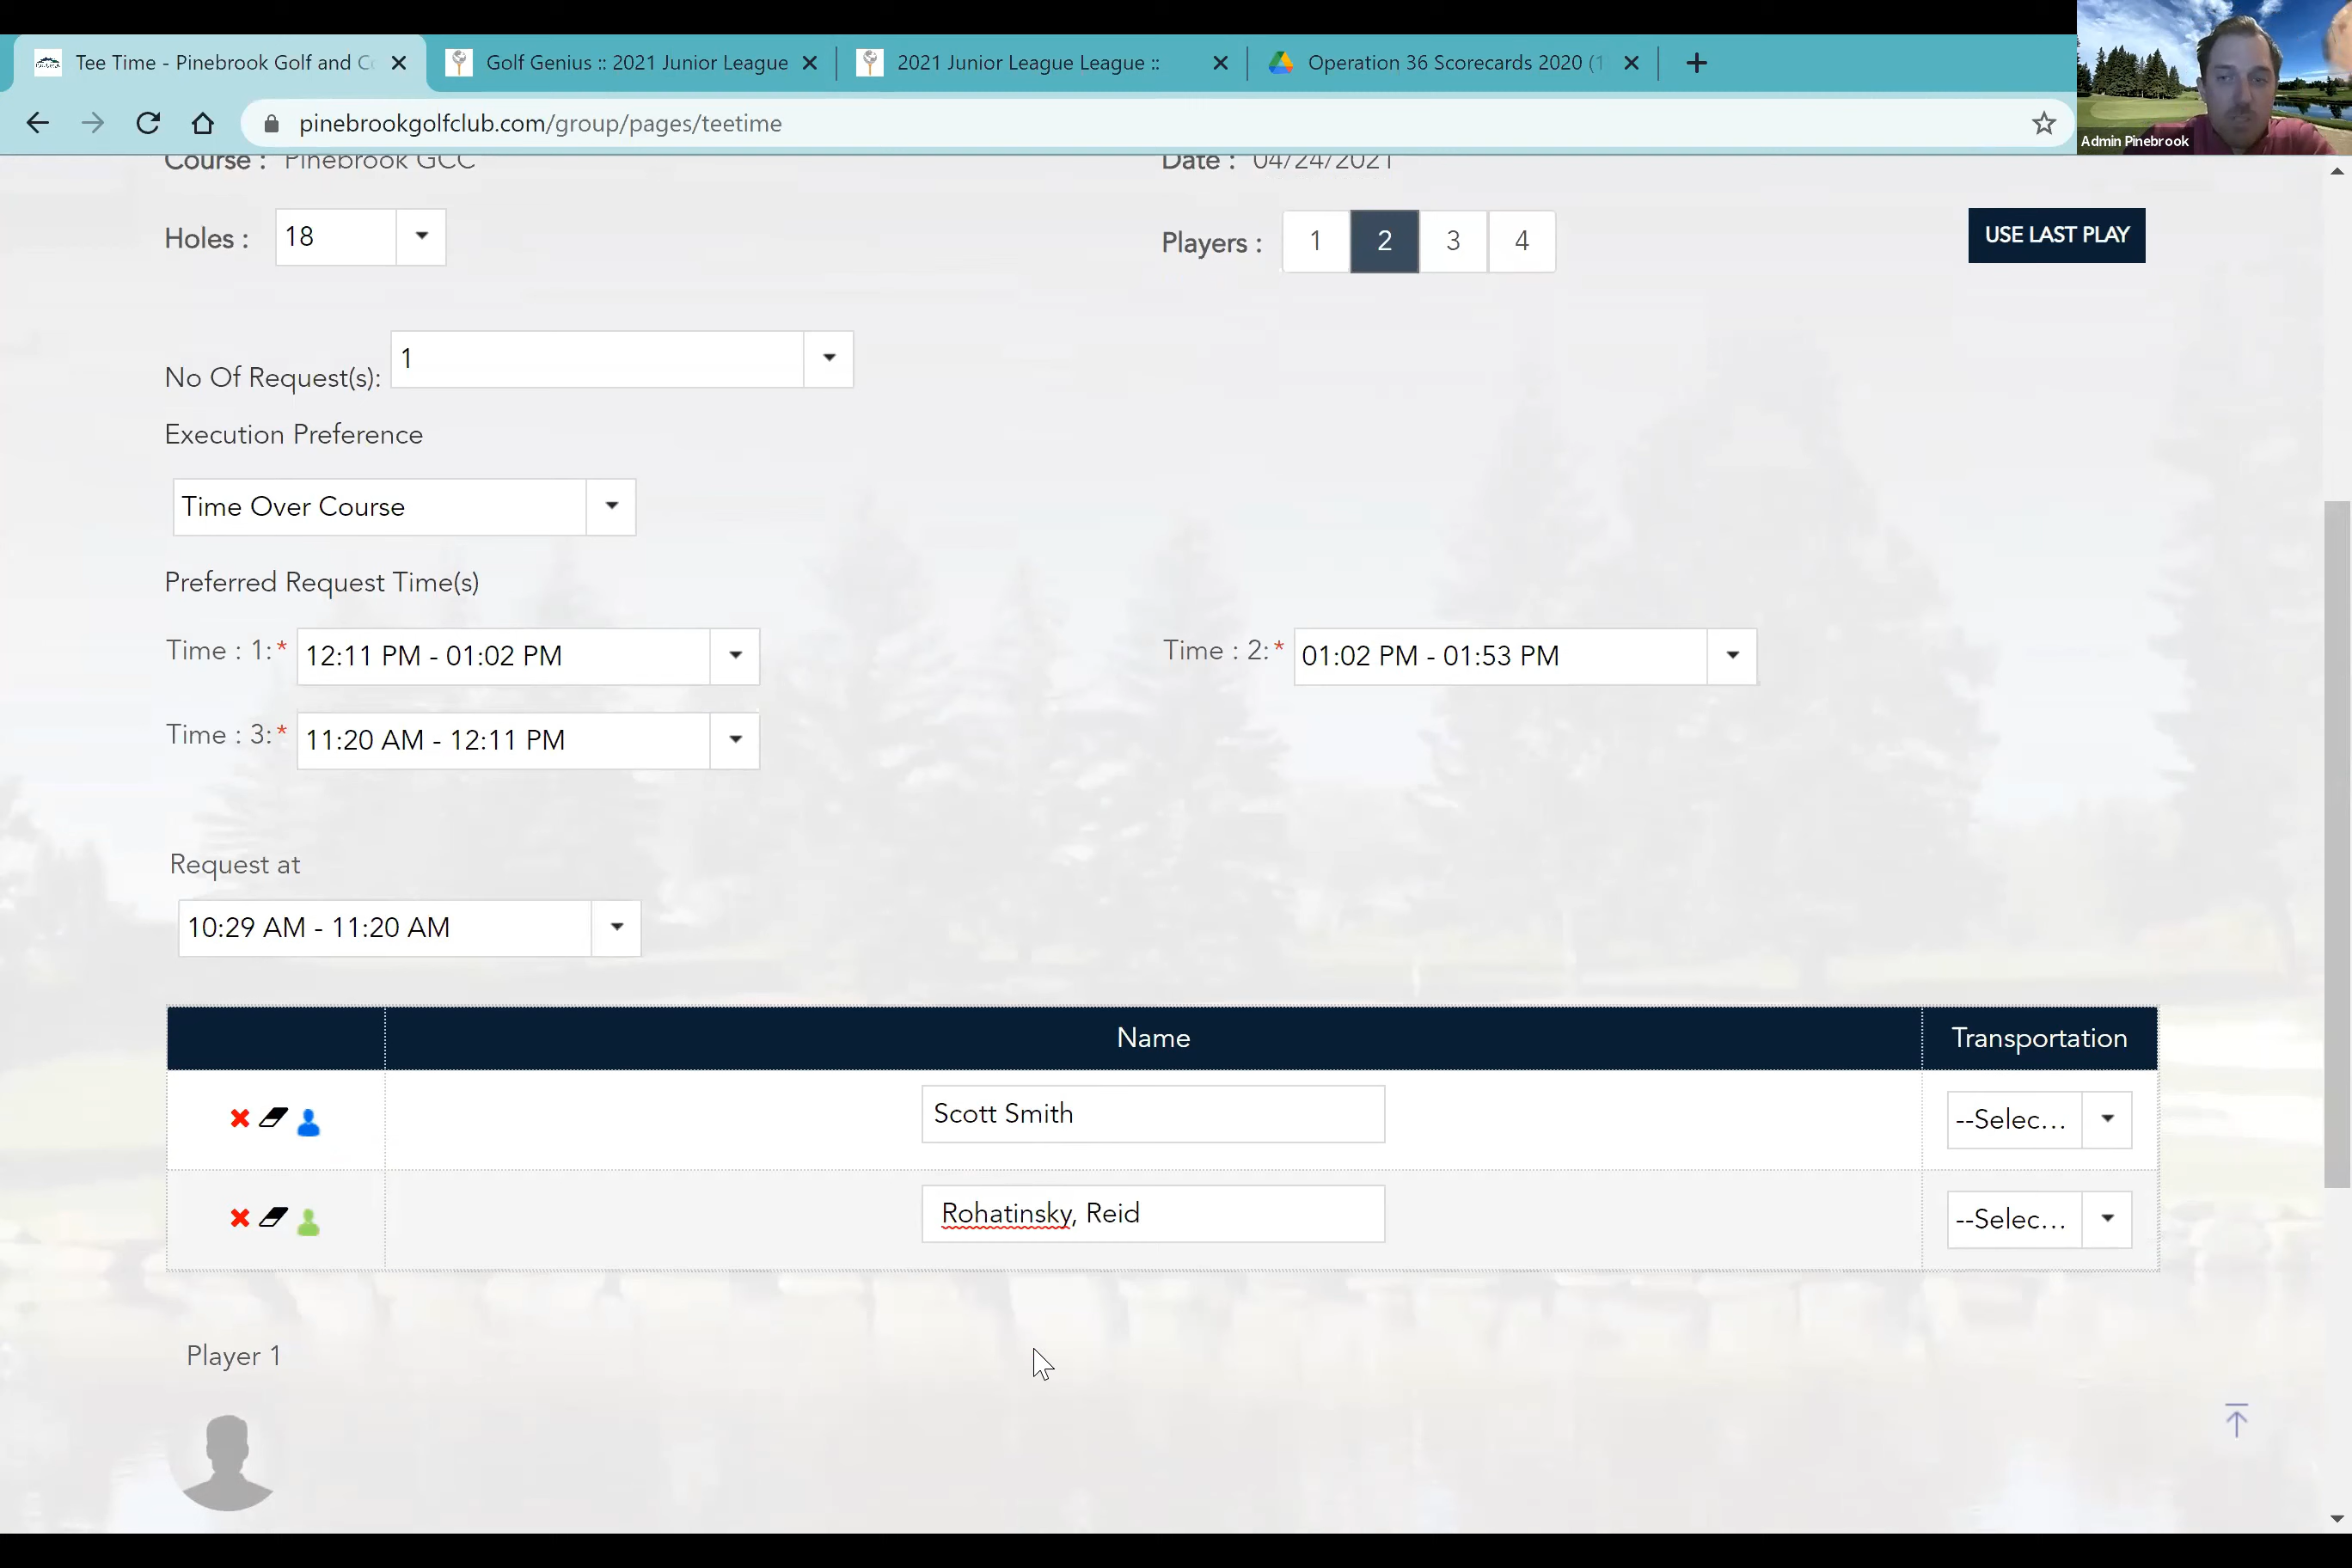 Tee Time - Pinebrook Golf and Co
Golf Genius :: 2021 Junior League
2021 Junior League League ::
Operation 36 Scorecards 2020 (1
pinebrookgolfclub.com/group/pages/teetime
Admin Pinebrook
Course : Pinebrook GCC
Date : 04/24/2021
Holes : 18
Players : 1 2 3 4
USE LAST PLAY
No Of Request(s): 1
Execution Preference
Time Over Course
Preferred Request Time(s)
Time : 1:* 12:11 PM - 01:02 PM
Time : 2:* 01:02 PM - 01:53 PM
Time : 3:* 11:20 AM - 12:11 PM
Request at
10:29 AM - 11:20 AM
Name Transportation
Scott Smith --Selec...
Rohatinsky, Reid --Selec...
Player 1